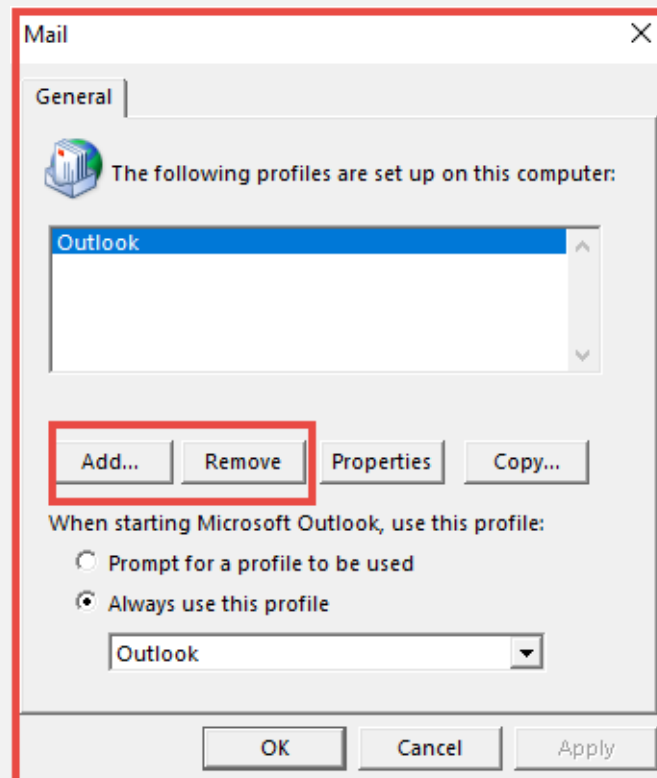 Mail
General
The following profiles are set up on this computer:
Outlook
Add... Remove Properties Copy...
When starting Microsoft Outlook, use this profile:
Prompt for a profile to be used
Always use this profile
Outlook
OK Cancel Apply